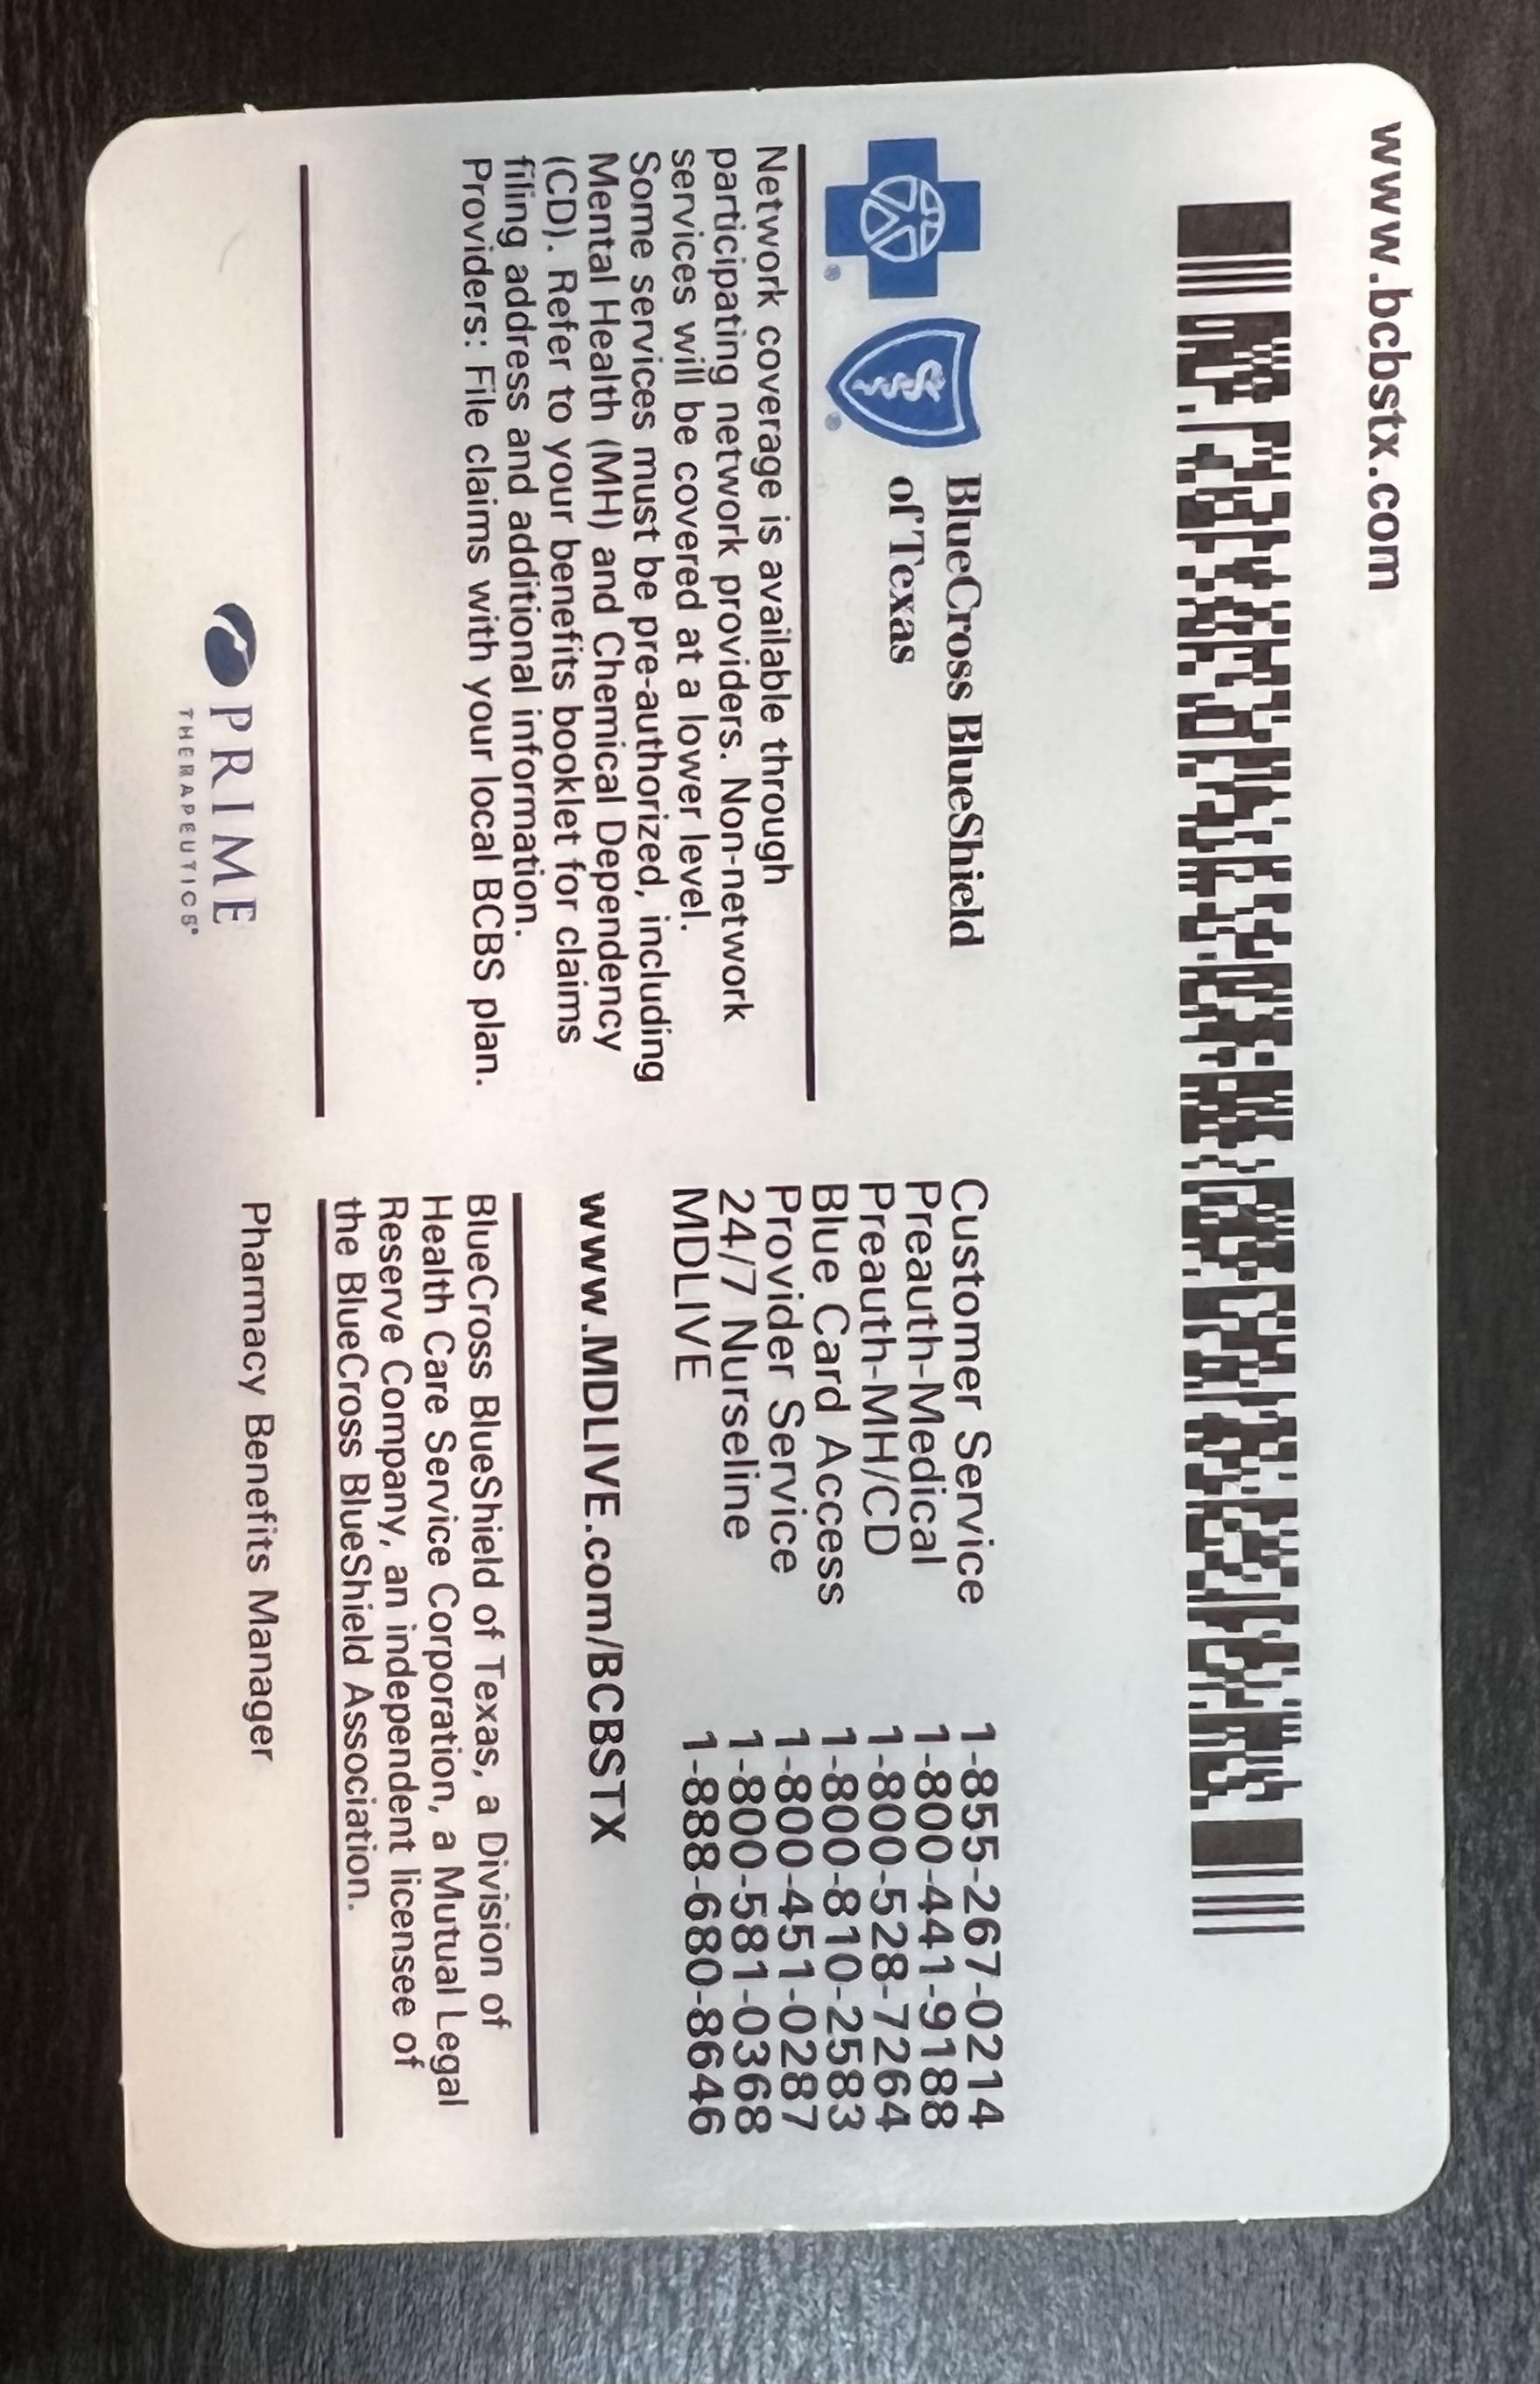 www.bcbstx.com
BlueCross BlueShield
of Texas
Network coverage is available through
participating network providers. Non-network
services will be covered at a lower level.
Some services must be pre-authorized, including
Mental Health (MH) and Chemical Dependency
(CD). Refer to your benefits booklet for claims
filing address and additional information.
Providers: File claims with your local BCBS plan.
PRIME
THERAPEUTICS®
Customer Service 1-855-267-0214
Preauth-Medical 1-800-441-9188
Preauth-MH/CD 1-800-528-7264
Blue Card Access 1-800-810-2583
Provider Service 1-800-451-0287
24/7 Nurseline 1-800-581-0368
MDLIVE 1-888-680-8646
www.MDLIVE.com/BCBSTX
BlueCross BlueShield of Texas, a Division of
Health Care Service Corporation, a Mutual Legal
Reserve Company, an independent licensee of
the BlueCross BlueShield Association.
Pharmacy Benefits Manager